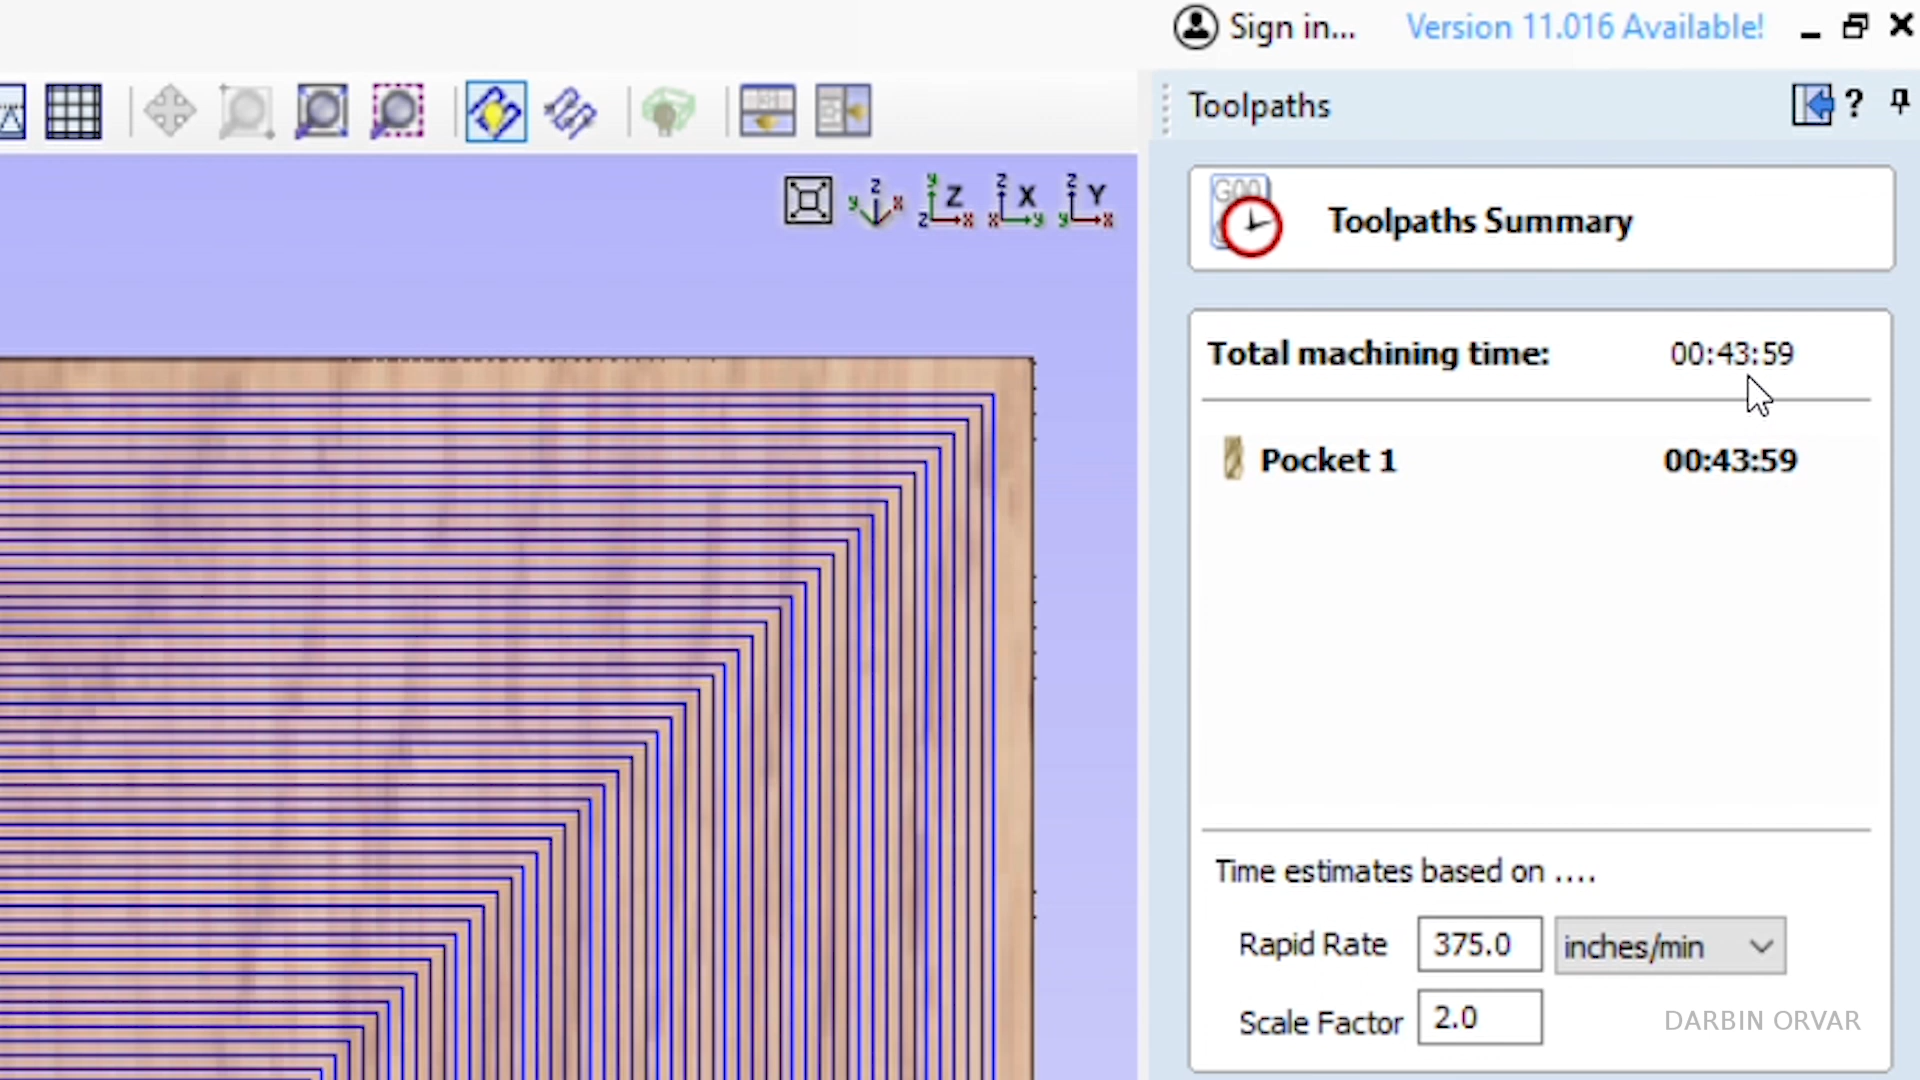 Sign in...
Version 11.016 Available!
Toolpaths
?
z
y x
y
Z
z x
z
X
x y
z
Y
y x
G00
Toolpaths Summary
Total machining time: 00:43:59
Pocket 1 00:43:59
Time estimates based on ....
Rapid Rate 375.0 inches/min
Scale Factor 2.0
DARBIN ORVAR